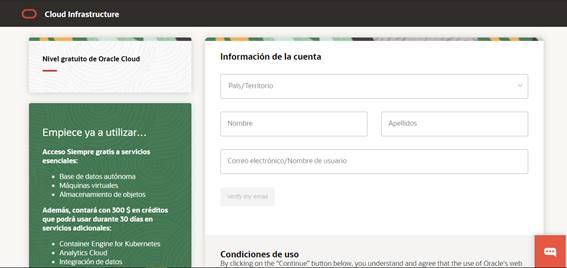 Cloud Infrastructure
Nivel gratuito de Oracle Cloud
Empiece ya a utilizar...
Acceso Siempre gratis a servicios
esenciales:
Base de datos autónoma
Máquinas virtuales
Almacenamiento de objetos
Además, contará con 300 $ en créditos
que podrá usar durante 30 días en
servicios adicionales:
Container Engine for Kubernetes
Analytics Cloud
Integración de datos
Información de la cuenta
País/Territorio
Nombre
Apellidos
Correo electrónico/Nombre de usuario
Verify my email
Condiciones de uso
By clicking on the "Continue" button below, you understand and agree that the use of Oracle's web